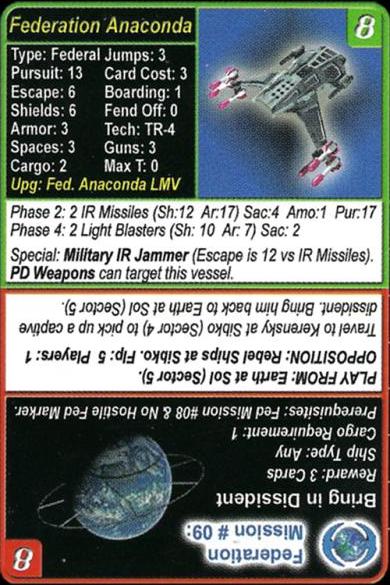 Federation Anaconda
8
Type: Federal Jumps: 3
Pursuit: 13 Card Cost: 3
Escape: 6 Boarding: 1
Shields: 6 Fend Off: 0
Armor: 3 Tech: TR-4
Spaces: 3 Guns: 3
Cargo: 2 Max T: 0
Upg: Fed. Anaconda LMV
Phase 2: 2 IR Missiles (Sh:12 Ar:17) Sac:4 Amo:1 Pur:17
Phase 4: 2 Light Blasters (Sh: 10 Ar: 7) Sac: 2
Special: Military IR Jammer (Escape is 12 vs IR Missiles).
PD Weapons can target this vessel.
8
Federation
Mission # 09:
Bring in Dissident
Reward: 3 Cards
Ship Type: Any
Cargo Requirement: 1
Prerequisites: Fed Mission #08 & No Hostile Fed Marker.
PLAY FROM: Earth at Sol (Sector 5).
OPPOSITION: Rebel Ships at Sibko. Flp: 5 Players: 1
Travel to Kerensky at Sibko (Sector 4) to pick up a captive
dissident. Bring him back to Earth at Sol (Sector 5).